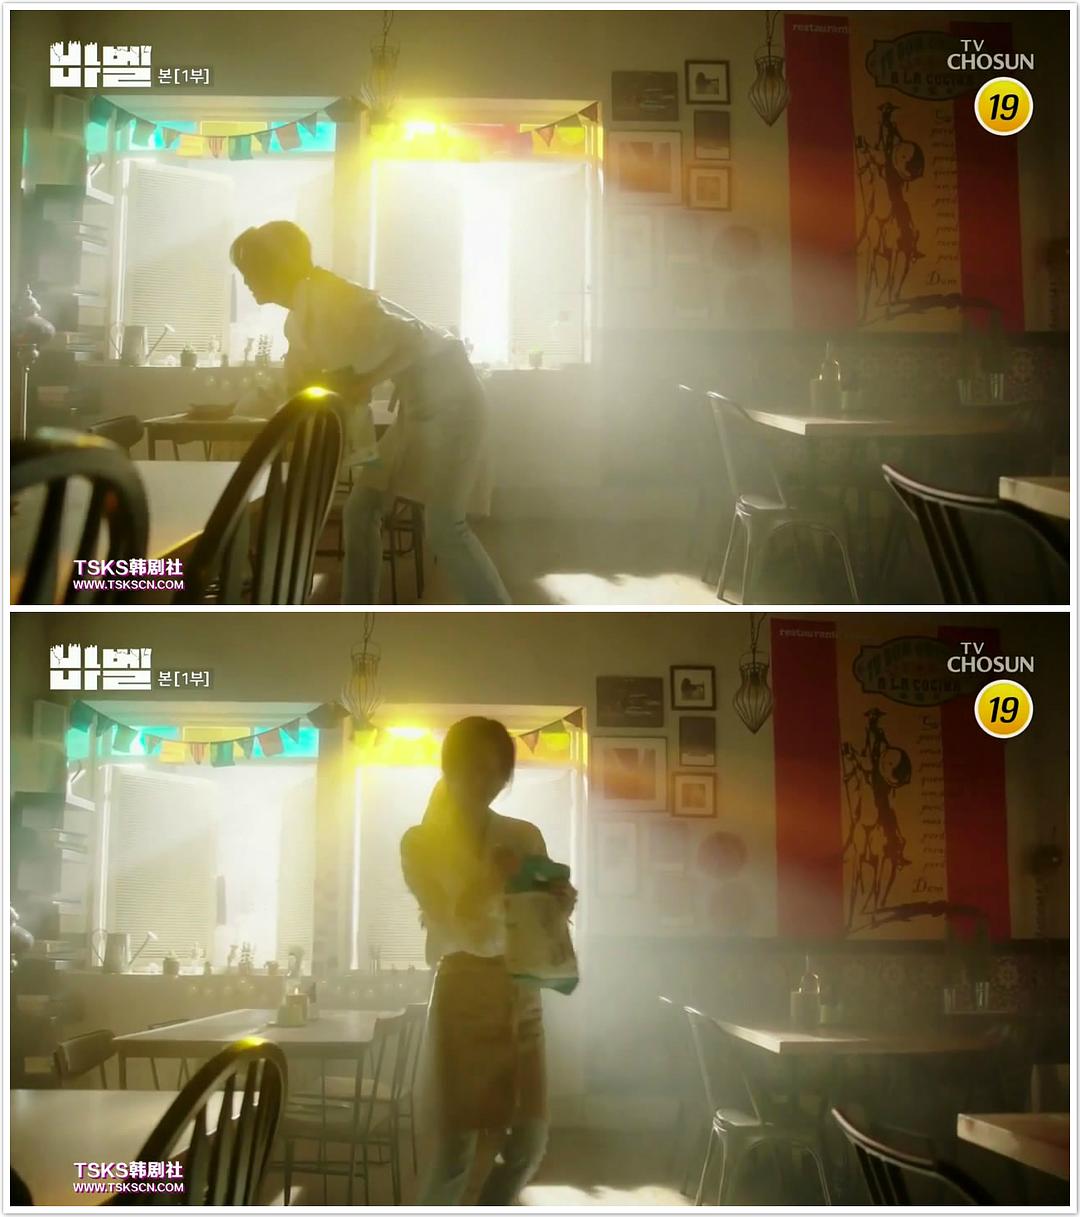 바벨 본[1부]
TV
CHOSUN
19
restaurant
A LA COCINA
Dom
TSKS韩剧社
WWW.TSKSCN.COM
바벨 본[1부]
TV
CHOSUN
19
restaurant
A LA COCINA
Dom
TSKS韩剧社
WWW.TSKSCN.COM